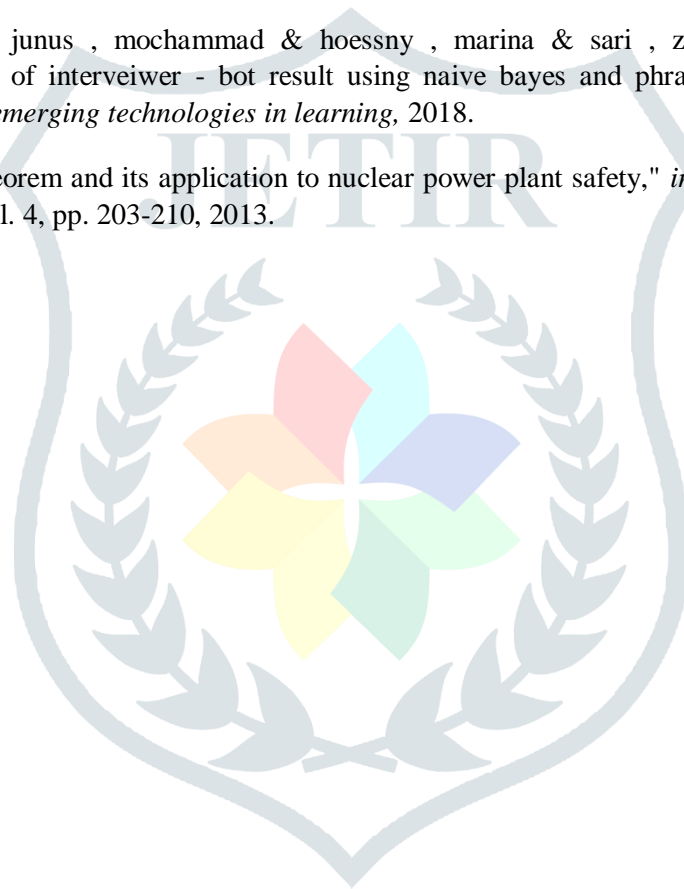 junus , mochammad & hoessny , marina & sari , z
of interveiwer - bot result using naive bayes and phra
emerging technologies in learning, 2018.
eorem and its application to nuclear power plant safety," in
l. 4, pp. 203-210, 2013.
JETIR